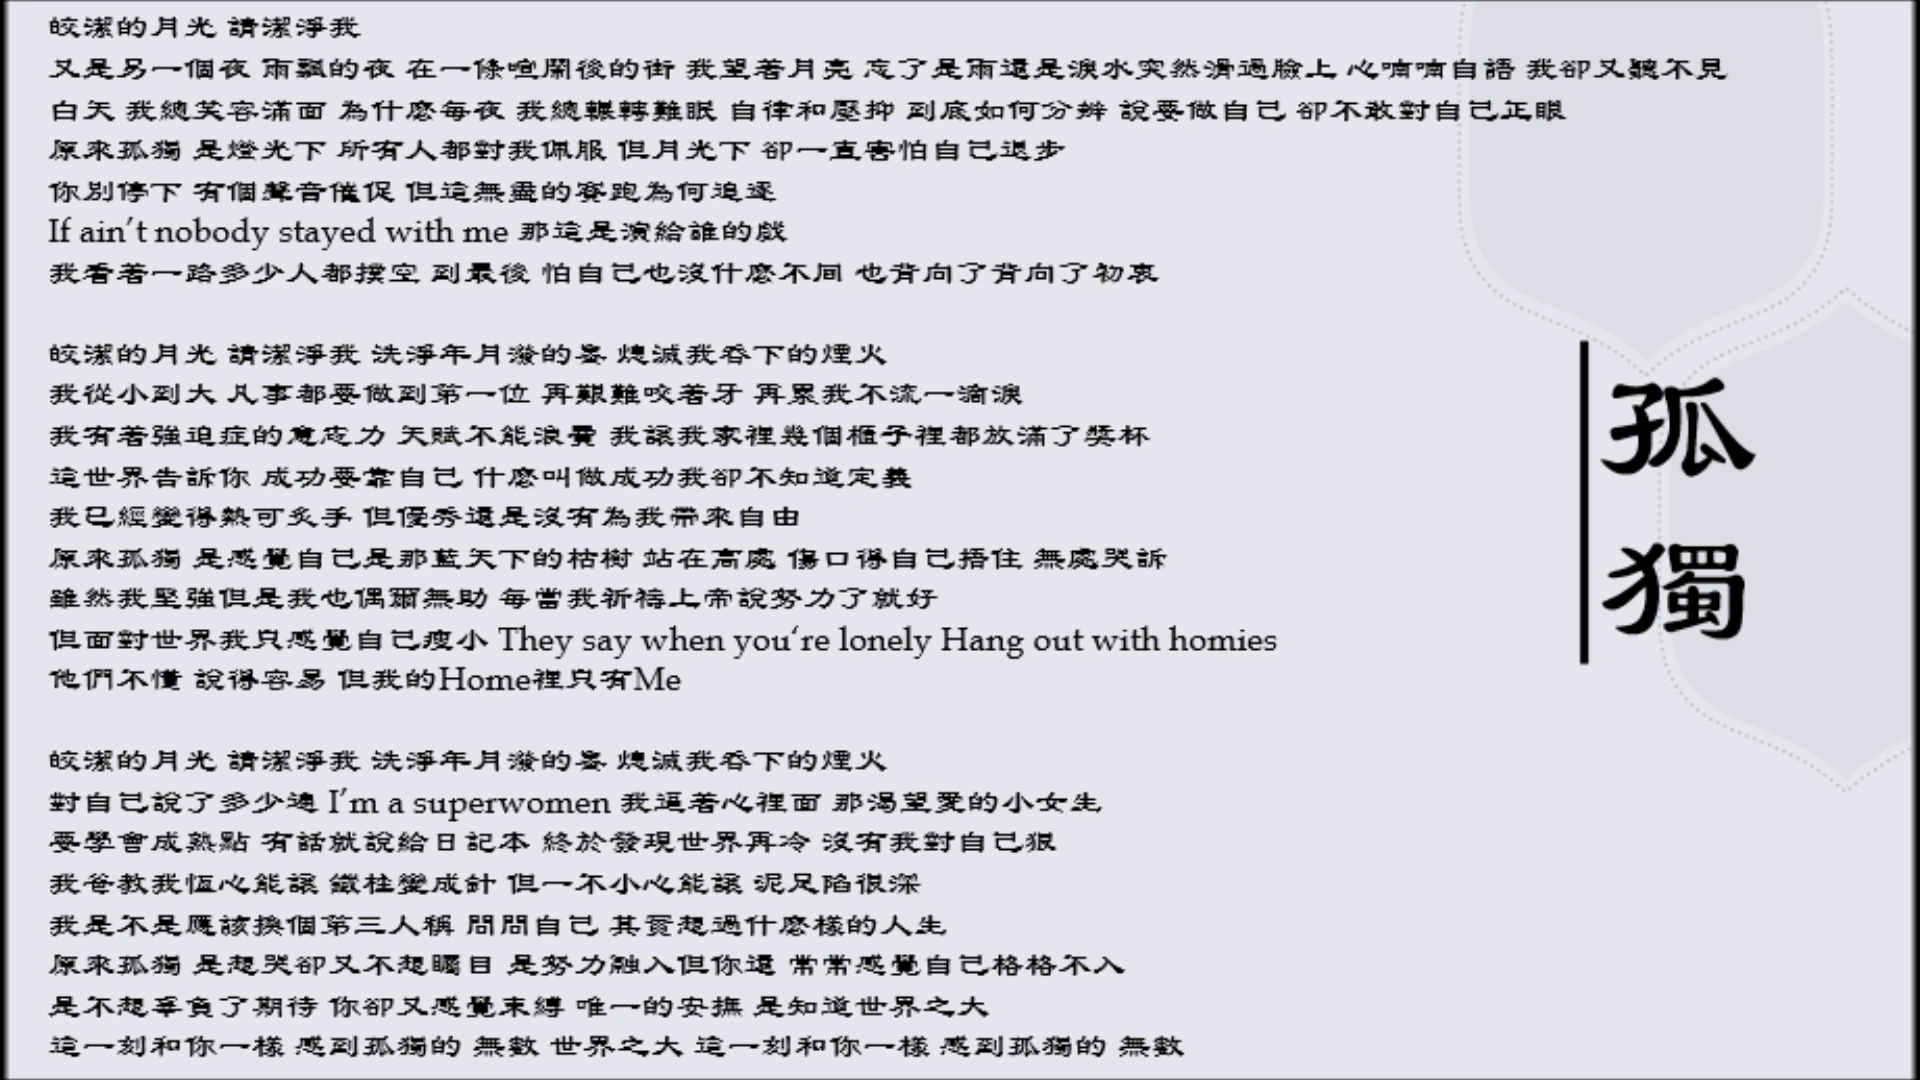 皎潔的月光 請潔淨我
又是另一個夜 雨飄的夜 在一條喧鬧後的街 我望著月亮 忘了是雨還是淚水突然滑過臉上 心喃喃自語 我卻又聽不見
白天 我總笑容滿面 為什麼每夜 我總輾轉難眠 自律和壓抑 到底如何分辨 說要做自己 卻不敢對自己正眼
原來孤獨 是燈光下 所有人都對我佩服 但月光下 卻一直害怕自己退步
你別停下 有個聲音催促 但這無盡的賽跑為何追逐
If ain't nobody stayed with me 那這是演給誰的戲
我看著一路多少人都撲空 到最後 怕自己也沒什麼不同 也背向了背向了初衷
皎潔的月光 請潔淨我 洗淨年月潑的墨 熄滅我吞下的煙火
我從小到大 凡事都要做到第一位 再艱難咬著牙 再累我不流一滴淚
我有著強迫症的意志力 天賦不能浪費 我讓我家裡幾個櫃子裡都放滿了獎杯
這世界告訴你 成功要靠自己 什麼叫做成功我卻不知道定義
我已經變得熱可炙手 但優秀還是沒有為我帶來自由
原來孤獨 是感覺自己是那藍天下的枯樹 站在高處 傷口得自己捂住 無處哭訴
雖然我堅強但是我也偶爾無助 每當我祈禱上帝說努力了就好
但面對世界我只感覺自己瘦小 They say when you're lonely Hang out with homies
他們不懂 說得容易 但我的Home裡只有Me
皎潔的月光 請潔淨我 洗淨年月潑的墨 熄滅我吞下的煙火
對自己說了多少遍 I'm a superwomen 我逼著心裡面 那渴望愛的小女生
要學會成熟點 有話就說給日記本 終於發現世界再冷 沒有我對自己狠
我爸教我恆心能讓 鐵柱變成針 但一不小心能讓 泥足陷很深
我是不是應該換個第三人稱 問問自己 其實想過什麼樣的人生
原來孤獨 是想哭卻又不想矚目 是努力融入但你還 常常感覺自己格格不入
是不想辜負了期待 你卻又感覺束縛 唯一的安撫 是知道世界之大
這一刻和你一樣 感到孤獨的 無數 世界之大 這一刻和你一樣 感到孤獨的 無數
孤獨